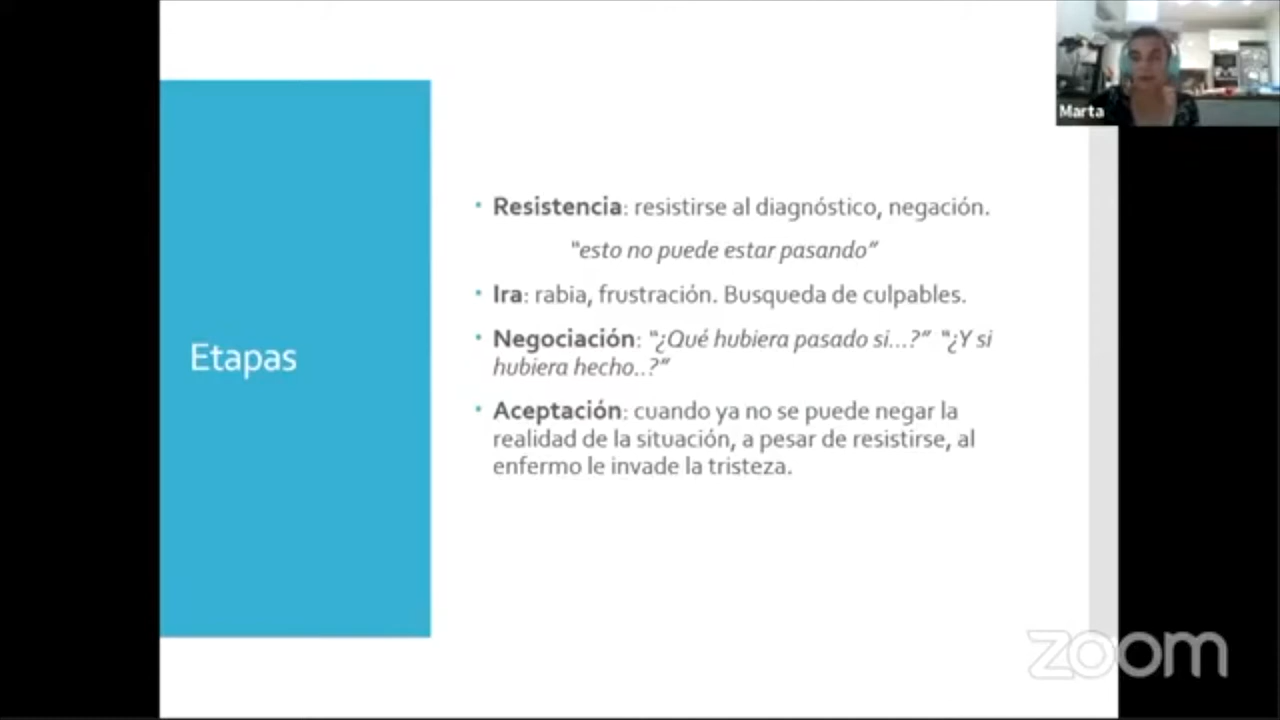 Marta
Etapas
• Resistencia: resistirse al diagnóstico, negación.
“esto no puede estar pasando”
• Ira: rabia, frustración. Busqueda de culpables.
• Negociación: “¿Qué hubiera pasado si...?” “¿Y si
hubiera hecho..?”
• Aceptación: cuando ya no se puede negar la
realidad de la situación, a pesar de resistirse, al
enfermo le invade la tristeza.
zoom